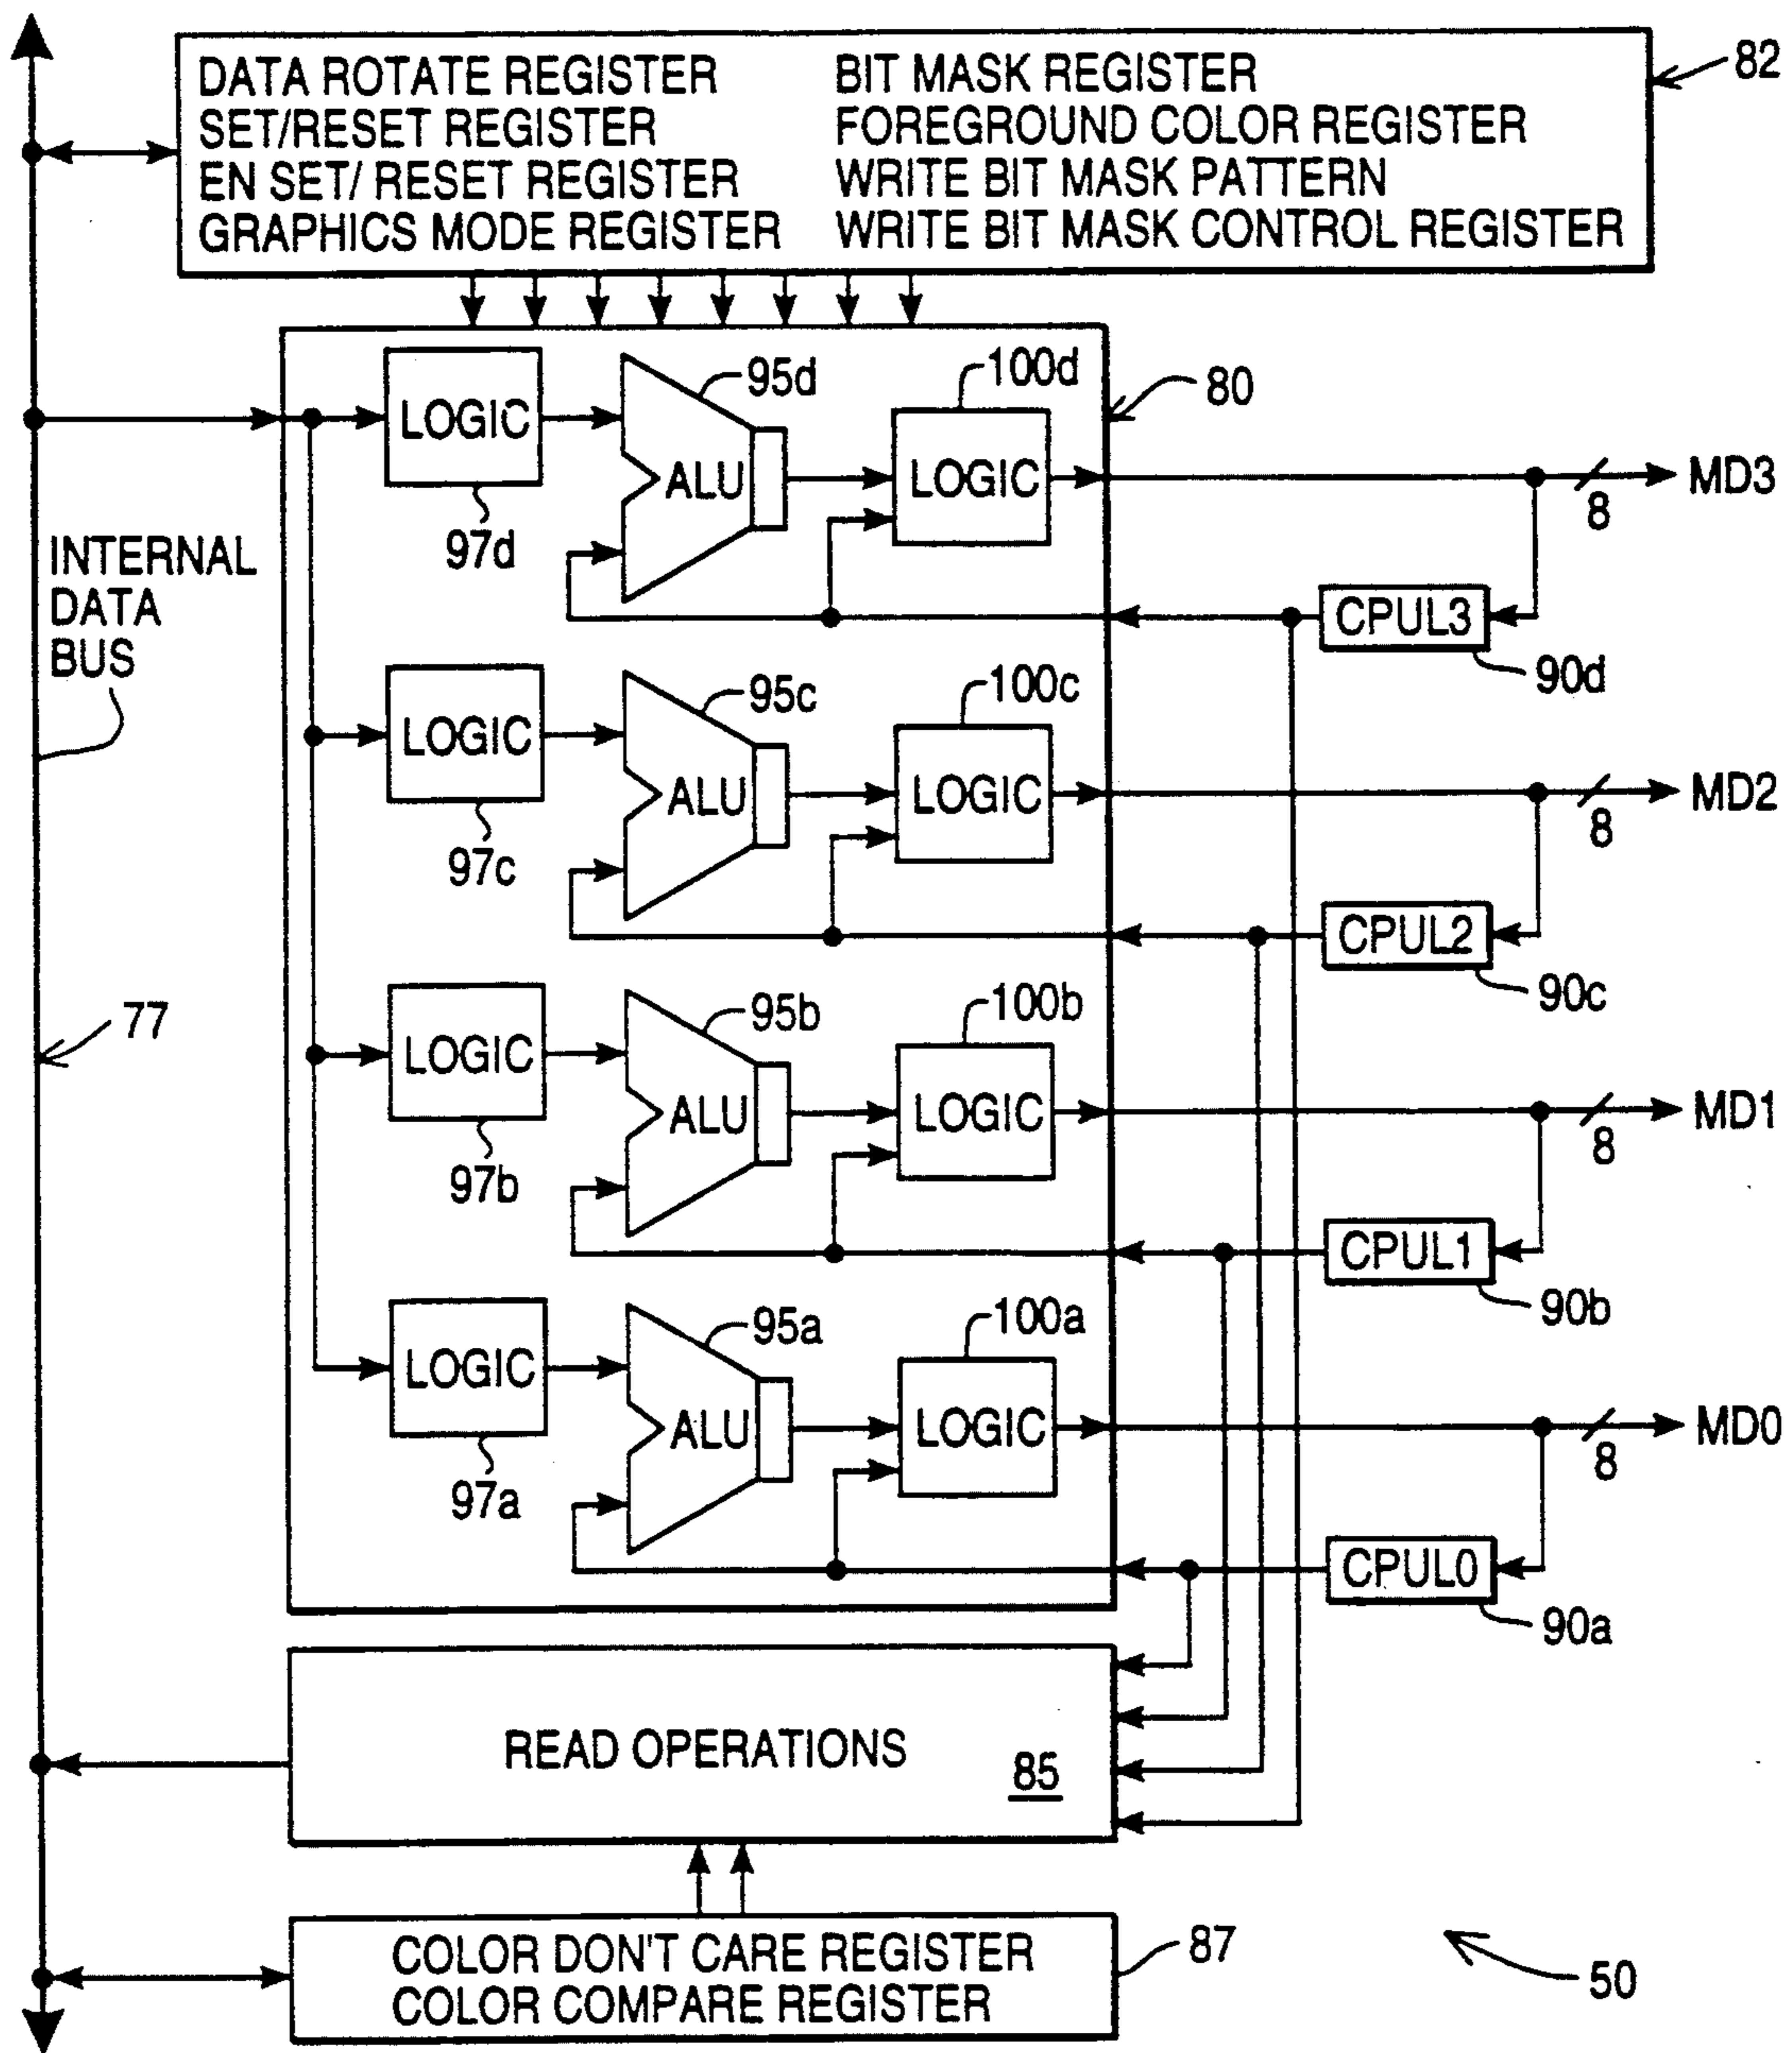 DATA ROTATE REGISTER
SET/RESET REGISTER
EN SET/ RESET REGISTER
GRAPHICS MODE REGISTER
BIT MASK REGISTER
FOREGROUND COLOR REGISTER
WRITE BIT MASK PATTERN
WRITE BIT MASK CONTROL REGISTER
82
80
INTERNAL
DATA
BUS
77
LOGIC
97d
ALU
95d
LOGIC
100d
8
MD3
CPUL3
90d
LOGIC
97c
ALU
95c
LOGIC
100c
8
MD2
CPUL2
90c
LOGIC
97b
ALU
95b
LOGIC
100b
8
MD1
CPUL1
90b
LOGIC
97a
ALU
95a
LOGIC
100a
8
MD0
CPUL0
90a
READ OPERATIONS
85
COLOR DON'T CARE REGISTER
COLOR COMPARE REGISTER
87
50